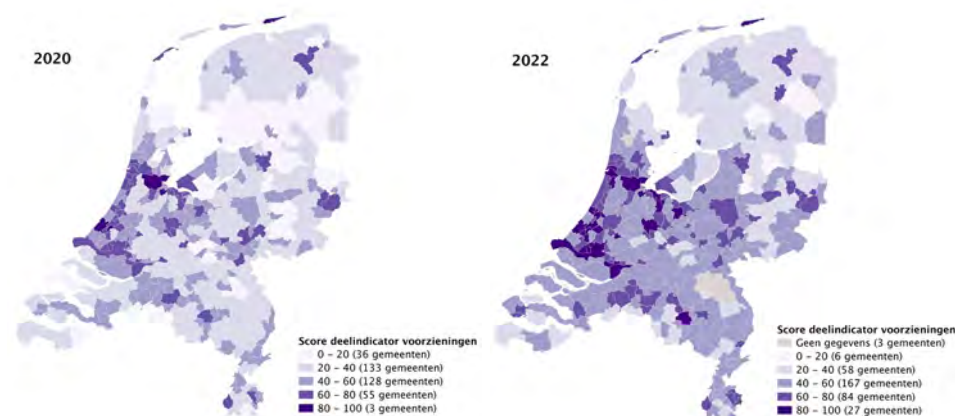 2020
Score deelindicator voorzieningen
0 – 20 (36 gemeenten)
20 – 40 (133 gemeenten)
40 – 60 (128 gemeenten)
60 – 80 (55 gemeenten)
80 – 100 (3 gemeenten)
2022
Score deelindicator voorzieningen
Geen gegevens (3 gemeenten)
0 – 20 (6 gemeenten)
20 – 40 (58 gemeenten)
40 – 60 (167 gemeenten)
60 – 80 (84 gemeenten)
80 – 100 (27 gemeenten)